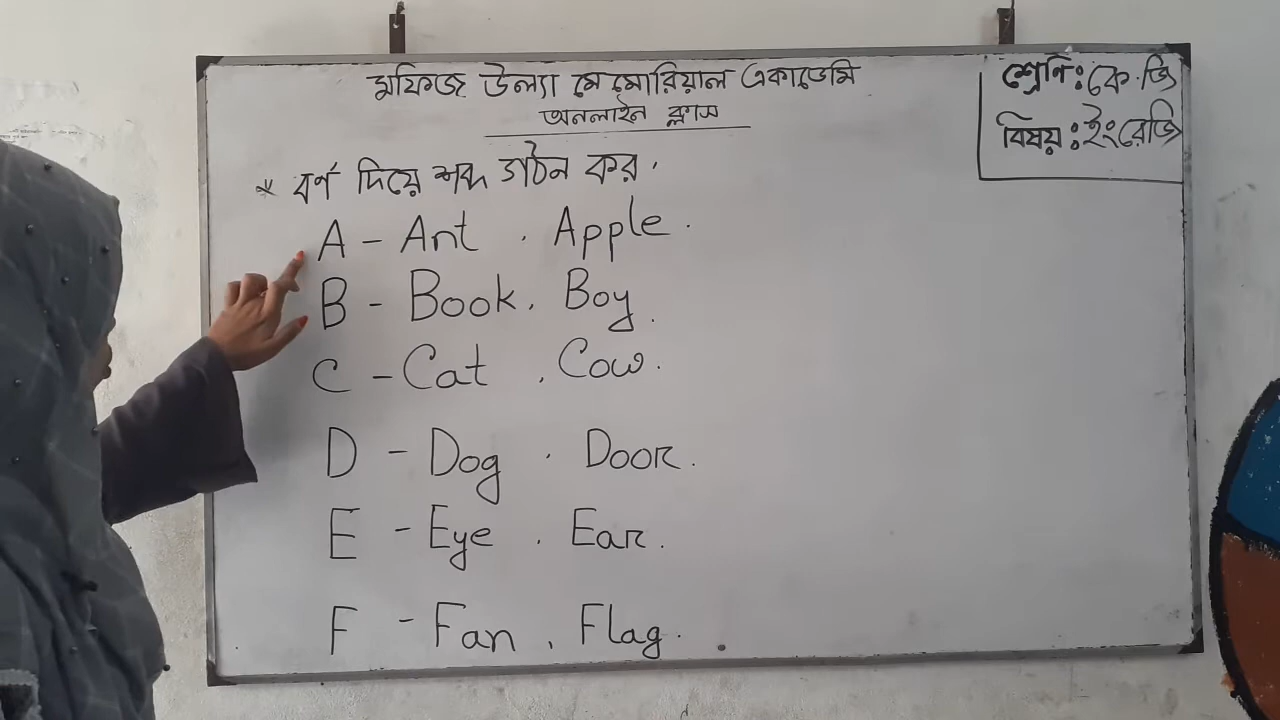 মফিজ উল্যা মেমোরিয়াল একাডেমি
অনলাইন ক্লাস
শ্রেনি: কে.জি
বিষয়: ইংরেজি
* বর্ণ দিয়ে শব্দ গঠন কর.
A - Ant . Apple.
B - Book. Boy.
C - Cat . Cow.
D - Dog . Door.
E - Eye . Ear.
F - Fan . Flag.